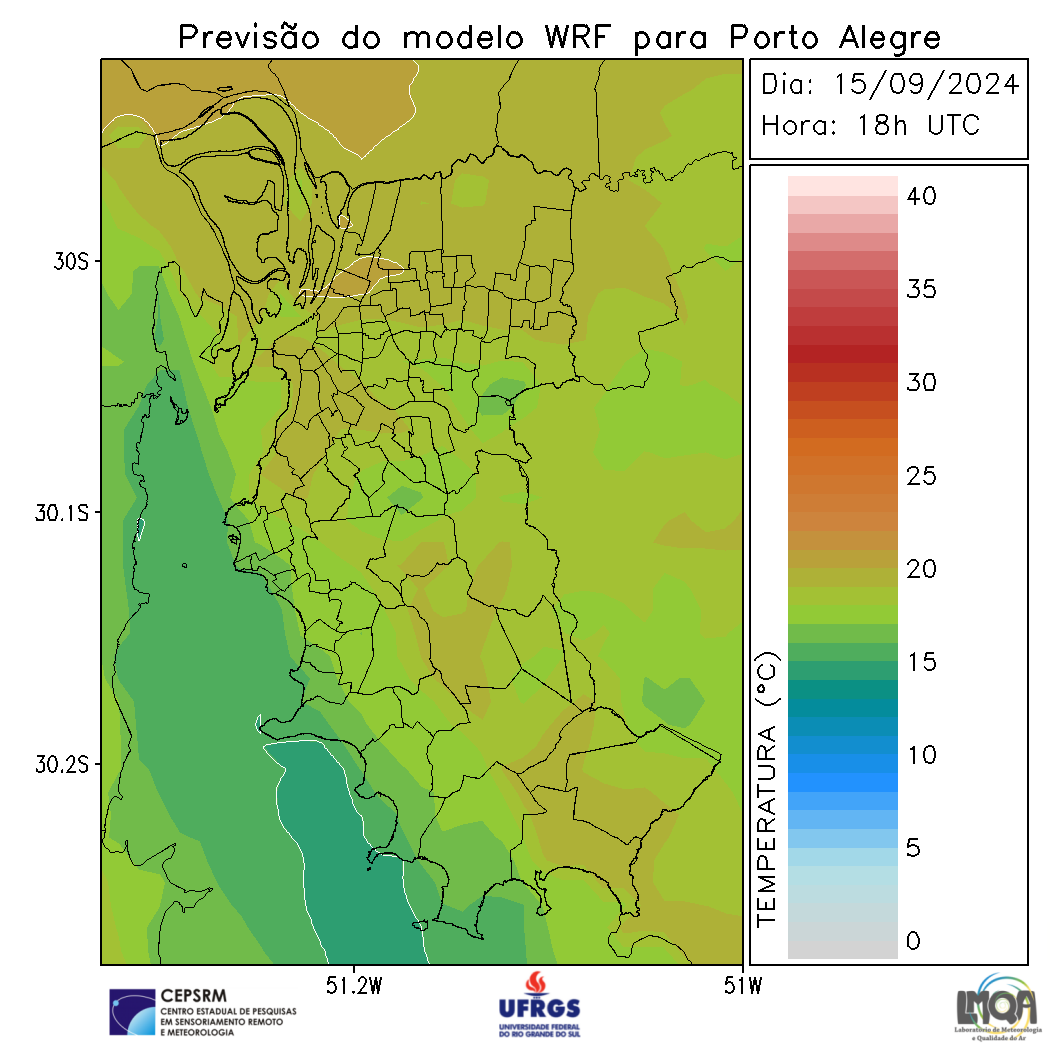 Previsão do modelo WRF para Porto Alegre
Dia: 15/09/2024
Hora: 18h UTC
40
35
30
25
20
15
10
5
0
TEMPERATURA (°C)
30S
30.1S
30.2S
51.2W
51W
CEPSRM
CENTRO ESTADUAL DE PESQUISAS
EM SENSORIAMENTO REMOTO
E METEOROLOGIA
UFRGS
UNIVERSIDADE FEDERAL
DO RIO GRANDE DO SUL
LMQA
Laboratório de Meteorologia
e Qualidade do Ar